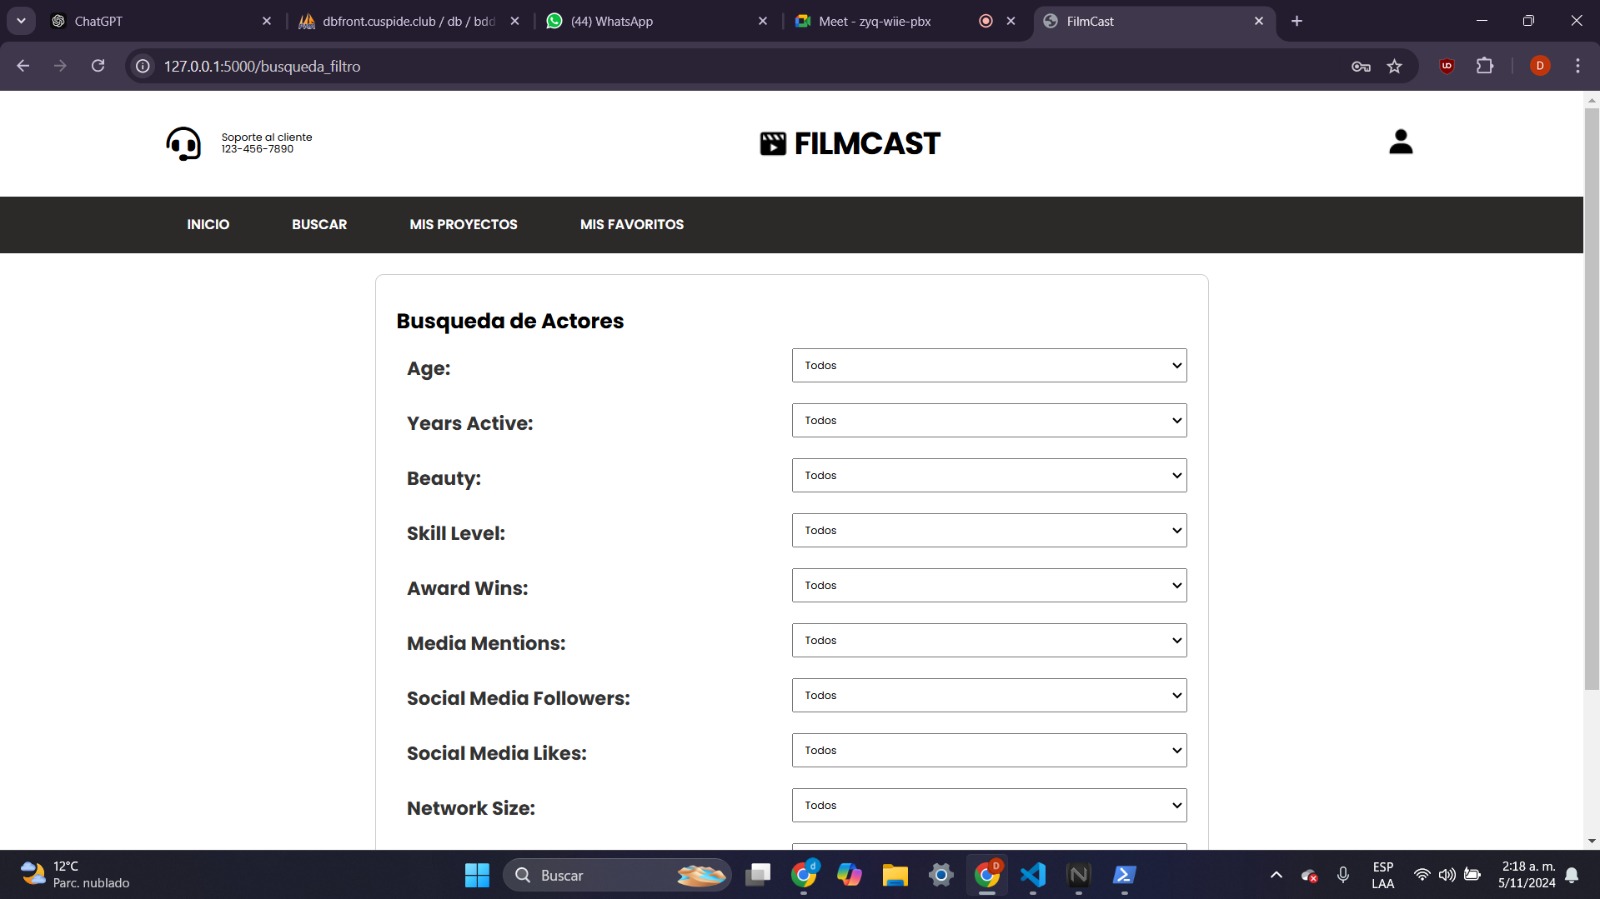 ChatGPT
dbfront.cuspide.club / db / bdd
(44) WhatsApp
Meet - zyq-wiie-pbx
FilmCast
127.0.0.1:5000/busqueda_filtro
D
Soporte al cliente
123-456-7890
FILMCAST
INICIO
BUSCAR
MIS PROYECTOS
MIS FAVORITOS
Busqueda de Actores
Age:
Todos
Years Active:
Todos
Beauty:
Todos
Skill Level:
Todos
Award Wins:
Todos
Media Mentions:
Todos
Social Media Followers:
Todos
Social Media Likes:
Todos
Network Size:
Todos
12°C
Parc. nublado
Buscar
ESP
LAA
2:18 a. m.
5/11/2024